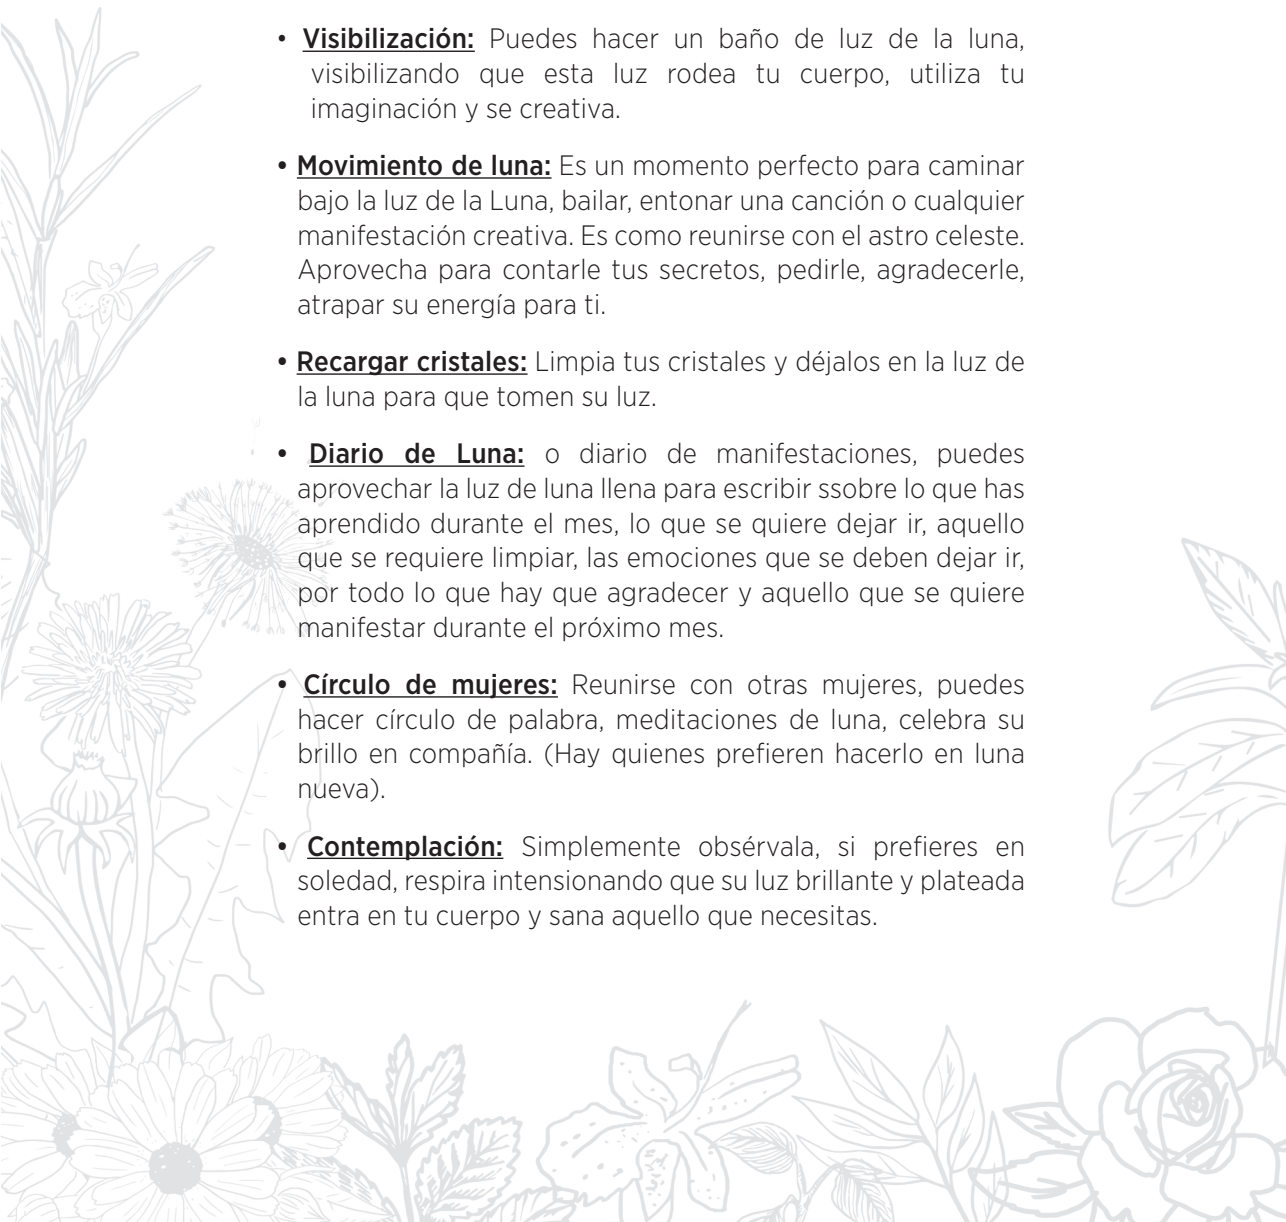 • Visibilización: Puedes hacer un baño de luz de la luna,
visibilizando que esta luz rodea tu cuerpo, utiliza tu
imaginación y se creativa.
• Movimiento de luna: Es un momento perfecto para caminar
bajo la luz de la Luna, bailar, entonar una canción o cualquier
manifestación creativa. Es como reunirse con el astro celeste.
Aprovecha para contarle tus secretos, pedirle, agradecerle,
atrapar su energía para ti.
• Recargar cristales: Limpia tus cristales y déjalos en la luz de
la luna para que tomen su luz.
• Diario de Luna: o diario de manifestaciones, puedes
aprovechar la luz de luna llena para escribir ssobre lo que has
aprendido durante el mes, lo que se quiere dejar ir, aquello
que se requiere limpiar, las emociones que se deben dejar ir,
por todo lo que hay que agradecer y aquello que se quiere
manifestar durante el próximo mes.
• Círculo de mujeres: Reunirse con otras mujeres, puedes
hacer círculo de palabra, meditaciones de luna, celebra su
brillo en compañía. (Hay quienes prefieren hacerlo en luna
nueva).
• Contemplación: Simplemente obsérvala, si prefieres en
soledad, respira intensionando que su luz brillante y plateada
entra en tu cuerpo y sana aquello que necesitas.